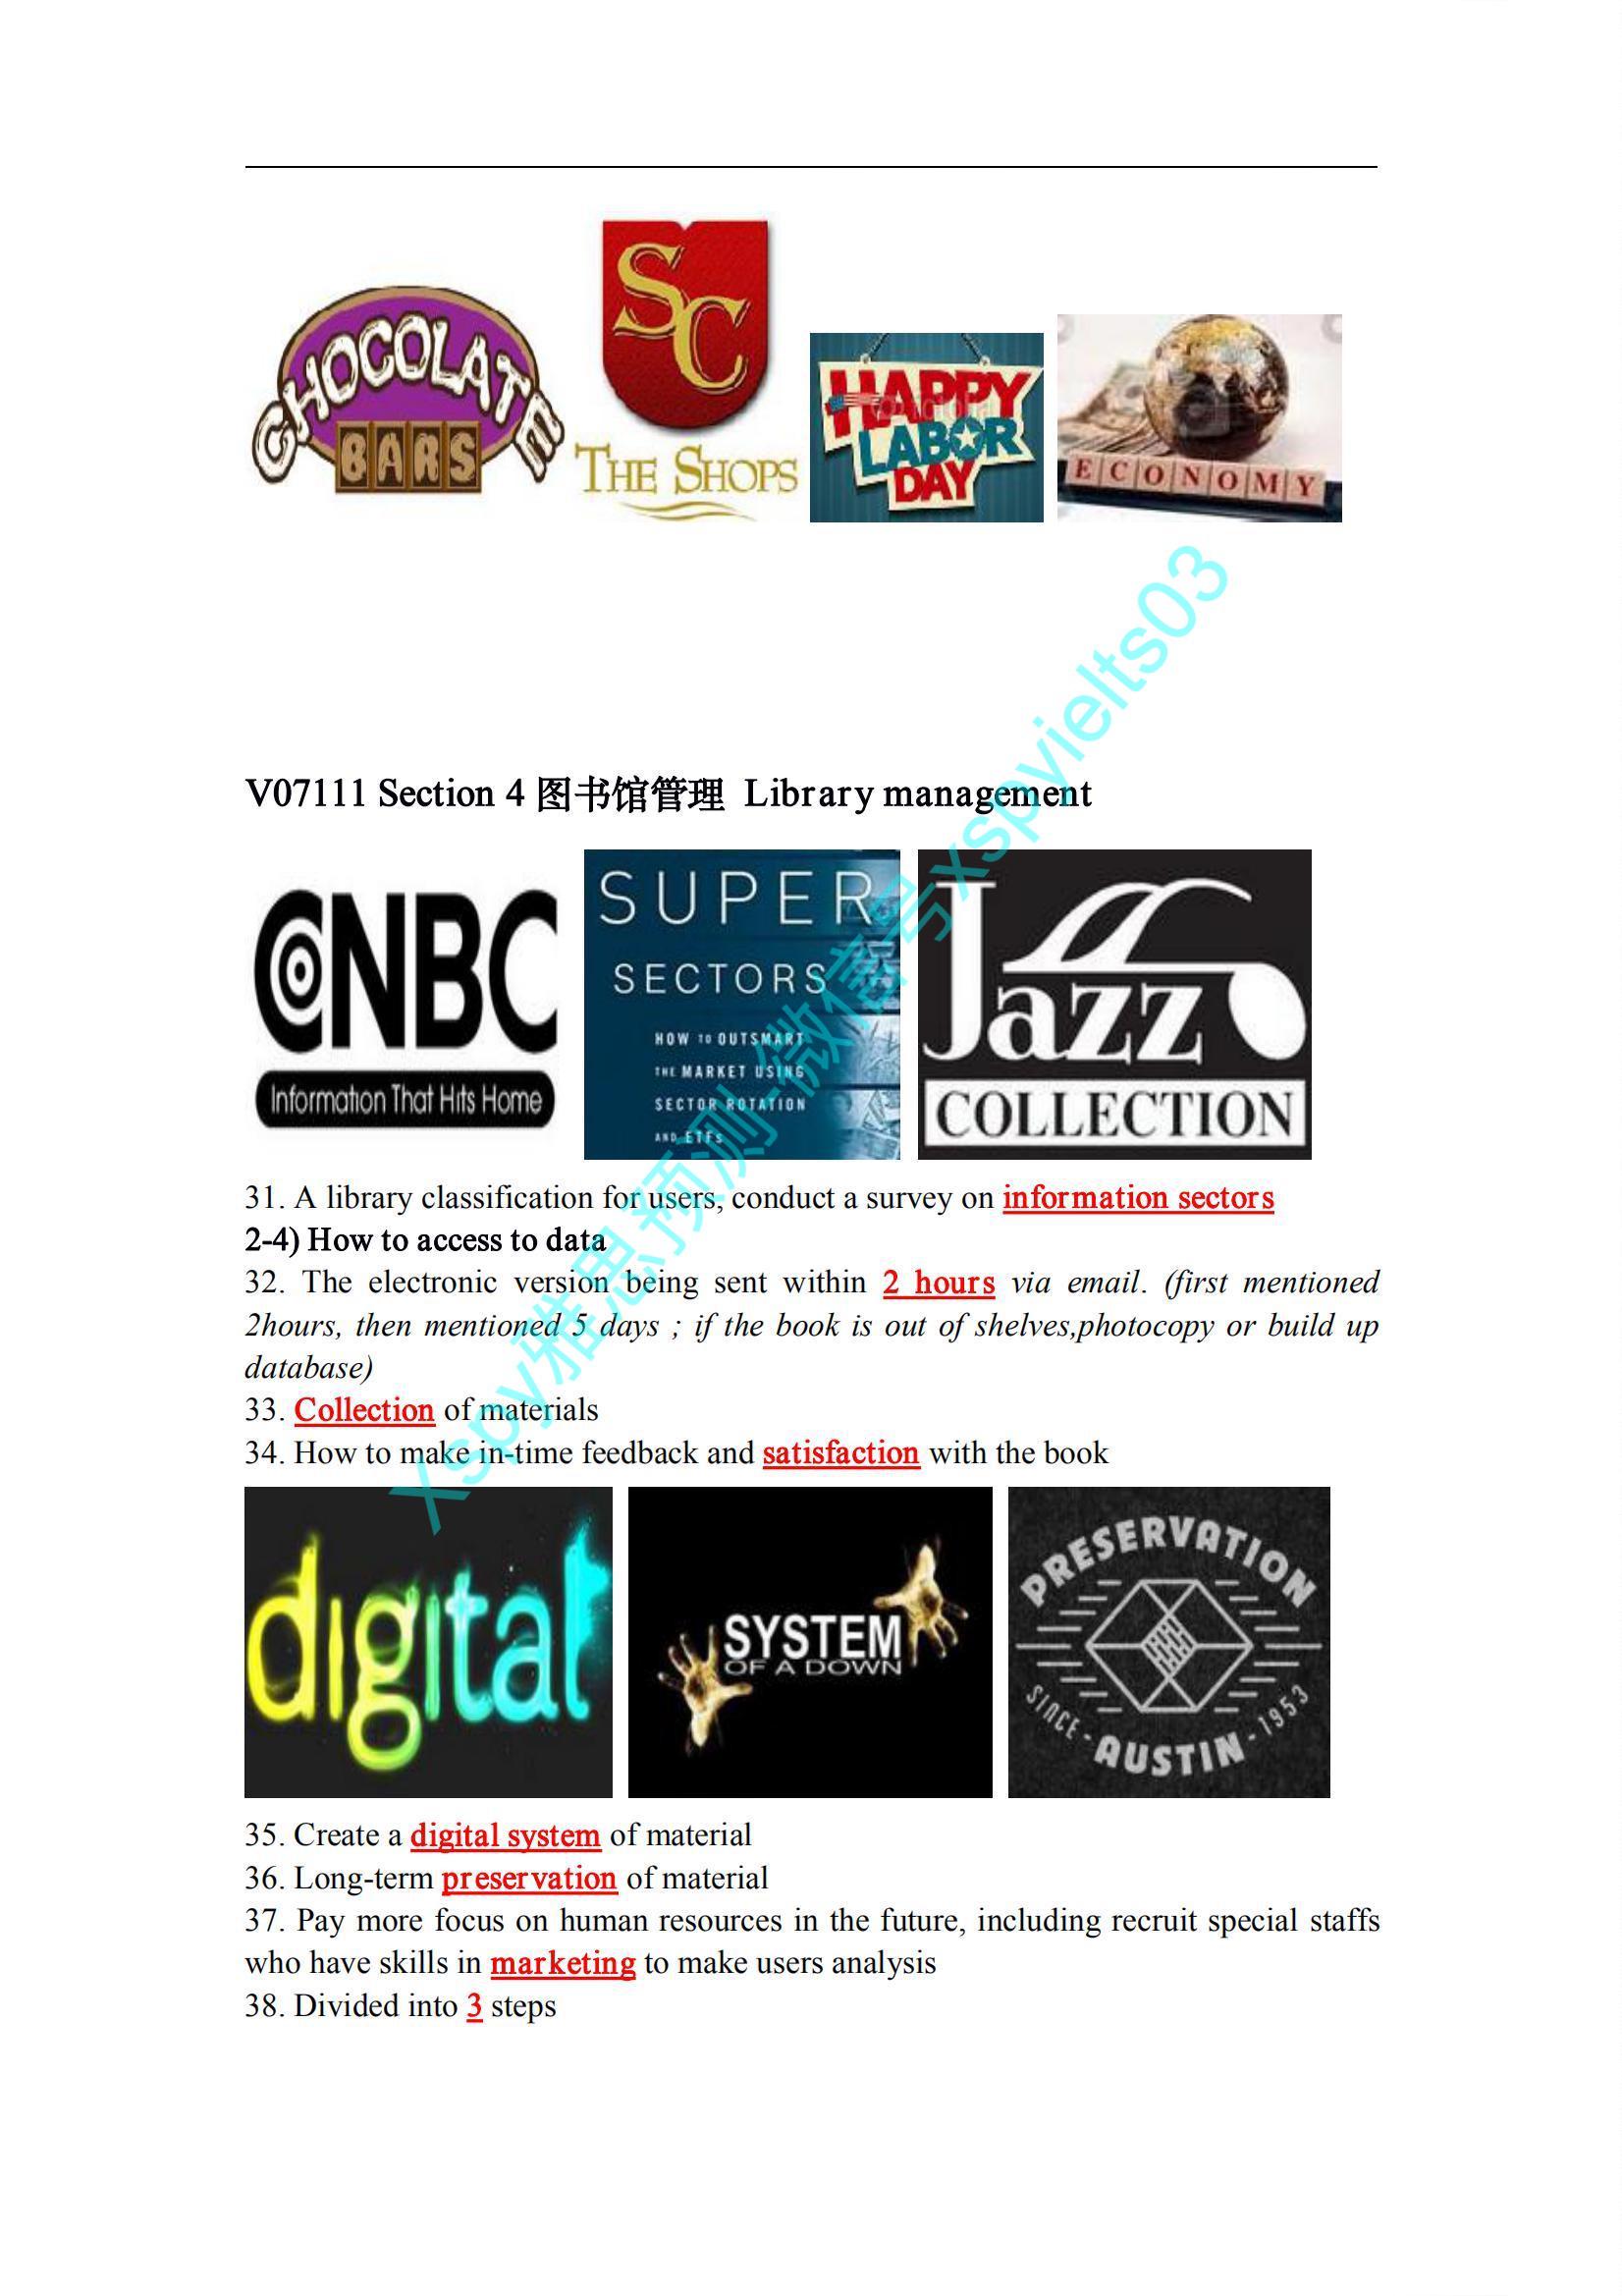 CHOCOLATE
BARS
SC
THE SHOPS
HAPPY
LABOR
DAY
ECONOMY
V07111 Section 4 图书馆管理 Library management
CNBC
Information That Hits Home
SUPER
SECTORS
HOW TO OUTSMART
THE MARKET USING
SECTOR ROTATION
AND ETFs
Jazz
COLLECTION
31. A library classification for users, conduct a survey on information sectors
2-4) How to access to data
32. The electronic version being sent within 2 hours via email. (first mentioned
2hours, then mentioned 5 days ; if the book is out of shelves,photocopy or build up
database)
33. Collection of materials
34. How to make in-time feedback and satisfaction with the book
digital
SYSTEM
OF A DOWN
PRESERVATION
SINCE - AUSTIN - 1953
35. Create a digital system of material
36. Long-term preservation of material
37. Pay more focus on human resources in the future, including recruit special staffs
who have skills in marketing to make users analysis
38. Divided into 3 steps
xspy雅思预测-微信号xspyielts03